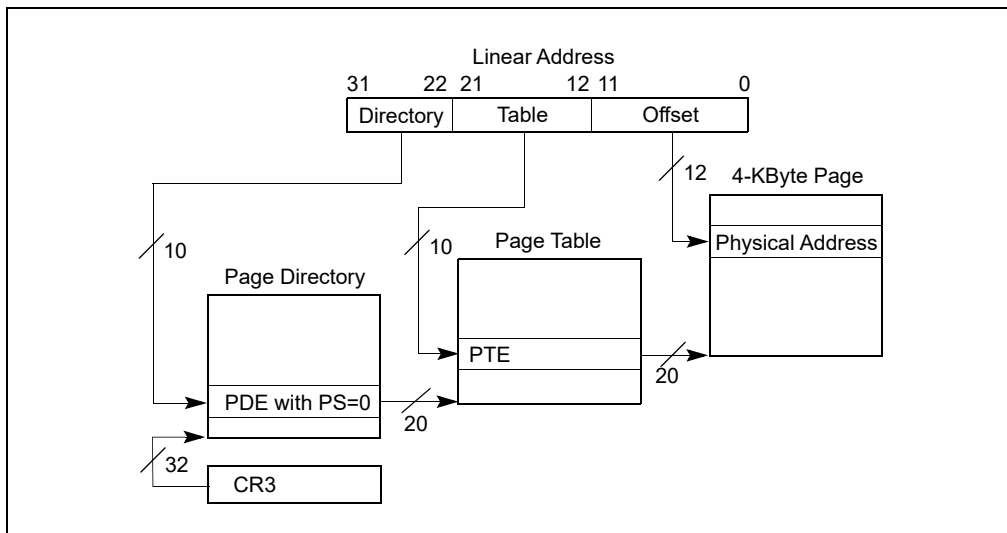 Linear Address
31 22 21 12 11 0
Directory Table Offset
12
4-KByte Page
Physical Address
10
10
Page Table
Page Directory
PTE
20
PDE with PS=0
20
32
CR3